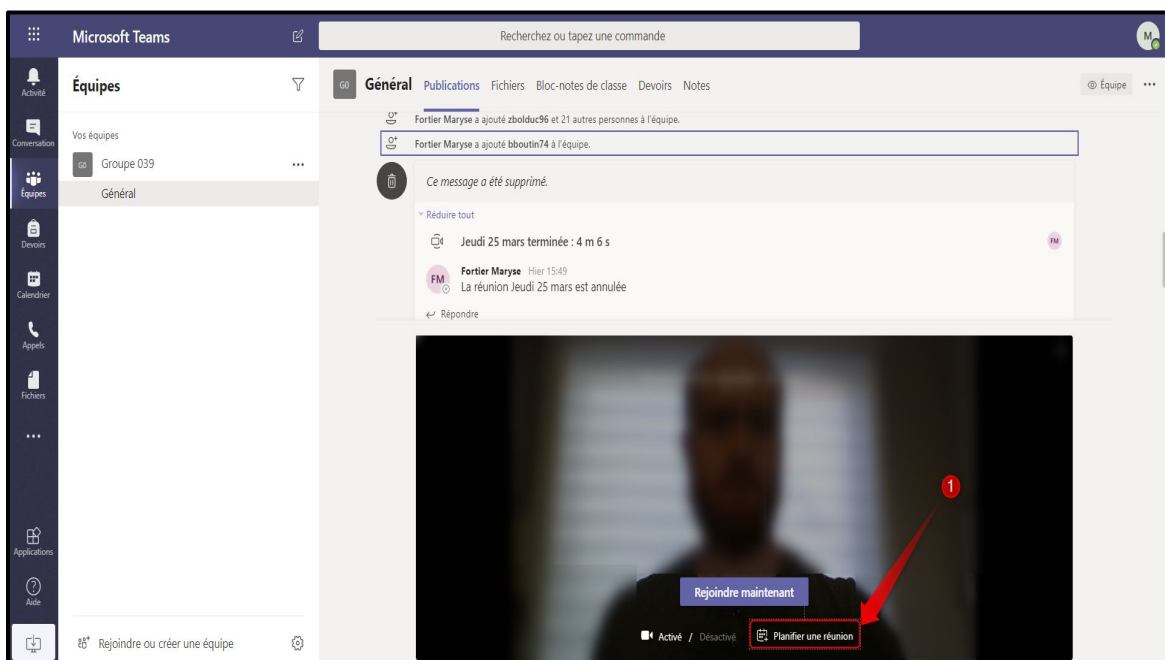 Microsoft Teams
Recherchez ou tapez une commande
M
Activité
Conversation
Équipes
Devoirs
Calendrier
Appels
Fichiers
Applications
Aide
Équipes
Vos équipes
G0 Groupe 039
Général
Rejoindre ou créer une équipe
G0 Général Publications Fichiers Bloc-notes de classe Devoirs Notes
Équipe
Fortier Maryse a ajouté zbolduc96 et 21 autres personnes à l'équipe.
Fortier Maryse a ajouté bboutin74 à l'équipe.
Ce message a été supprimé.
Réduire tout
Jeudi 25 mars terminée : 4 m 6 s
FM
FM
Fortier Maryse Hier 15:49
La réunion Jeudi 25 mars est annulée
Répondre
1
Rejoindre maintenant
Activé / Désactivé Planifier une réunion